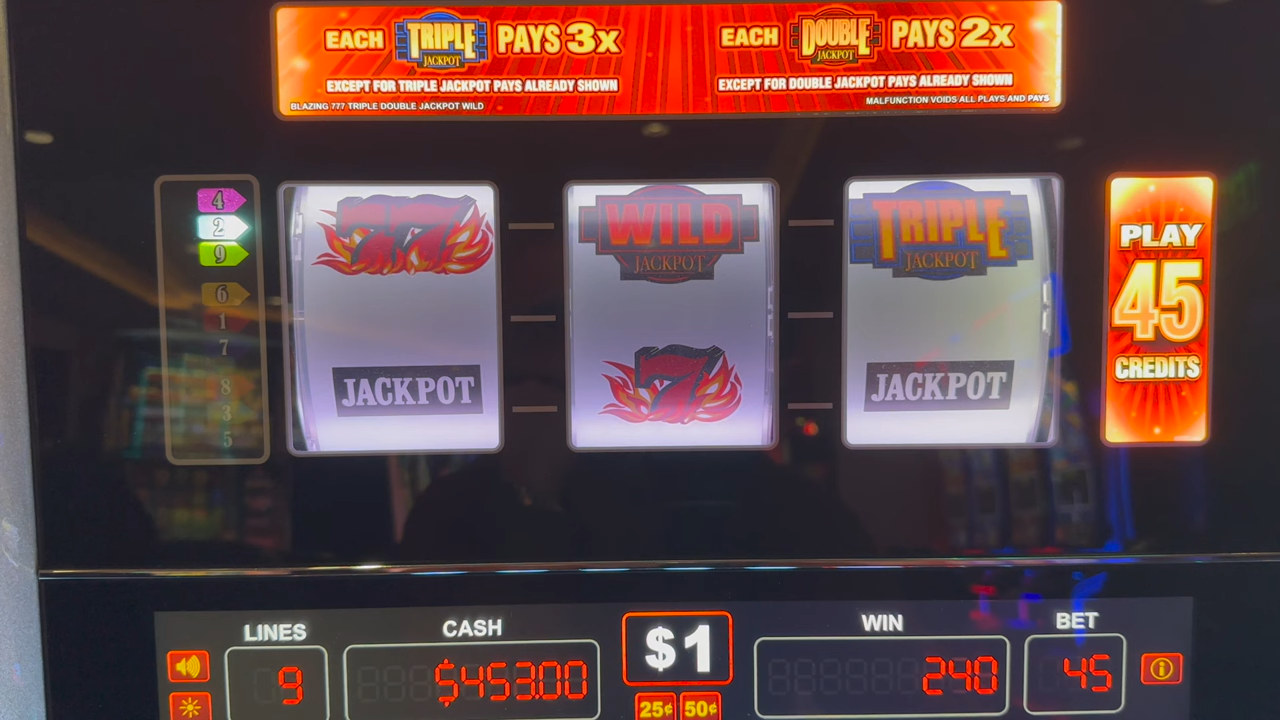 EACH TRIPLE JACKPOT PAYS 3x
EXCEPT FOR TRIPLE JACKPOT PAYS ALREADY SHOWN
BLAZING 777 TRIPLE DOUBLE JACKPOT WILD
EACH DOUBLE JACKPOT PAYS 2x
EXCEPT FOR DOUBLE JACKPOT PAYS ALREADY SHOWN
MALFUNCTION VOIDS ALL PLAYS AND PAYS
4
2
9
6
1
7
8
3
5
77
WILD
JACKPOT
TRIPLE
JACKPOT
JACKPOT
7
JACKPOT
PLAY
45
CREDITS
LINES
9
CASH
$453.00
$1
25¢
50¢
WIN
240
BET
45